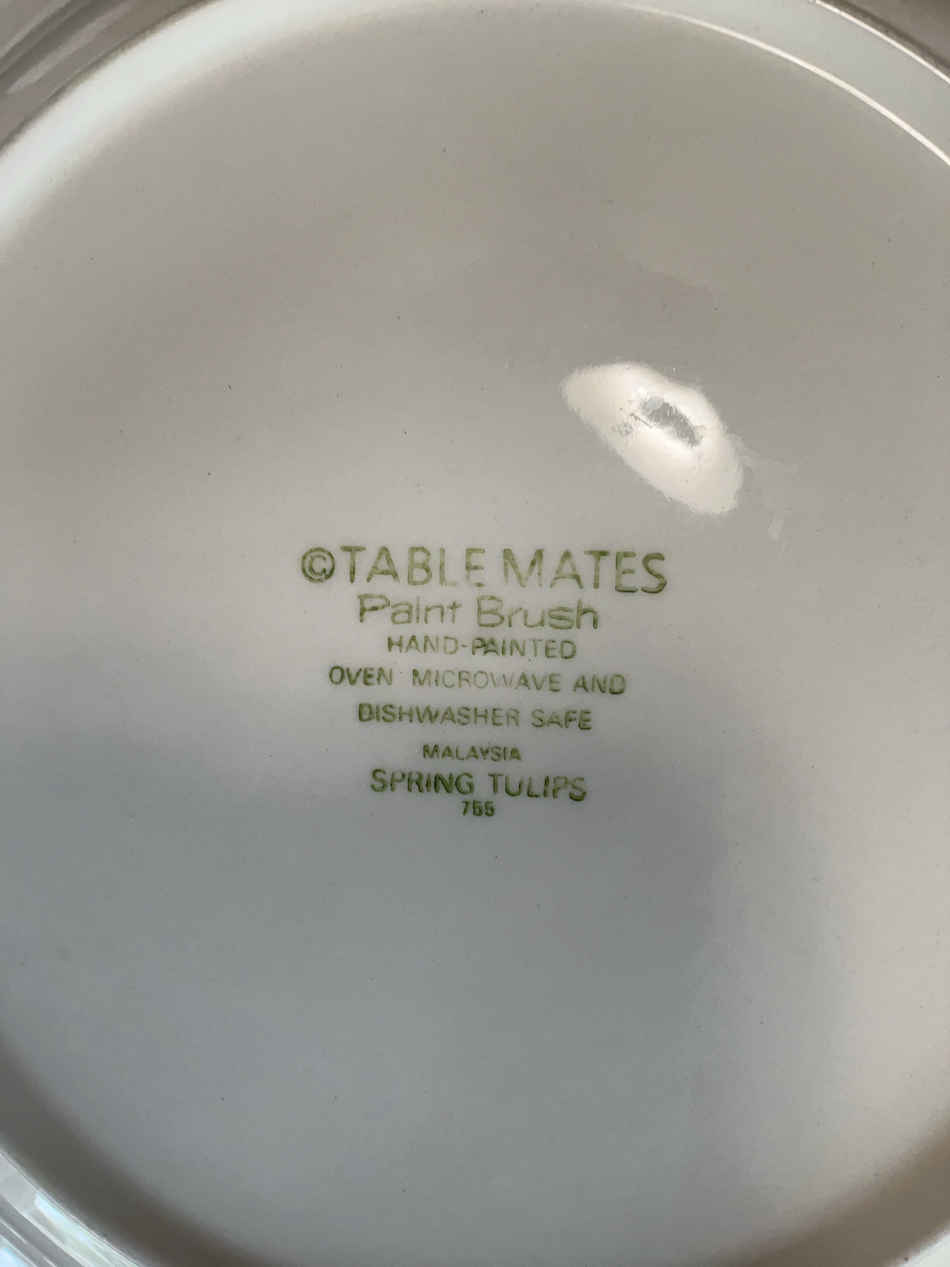 ©TABLE MATES
Paint Brush
HAND-PAINTED
OVEN MICROWAVE AND
DISHWASHER SAFE
MALAYSIA
SPRING TULIPS
755